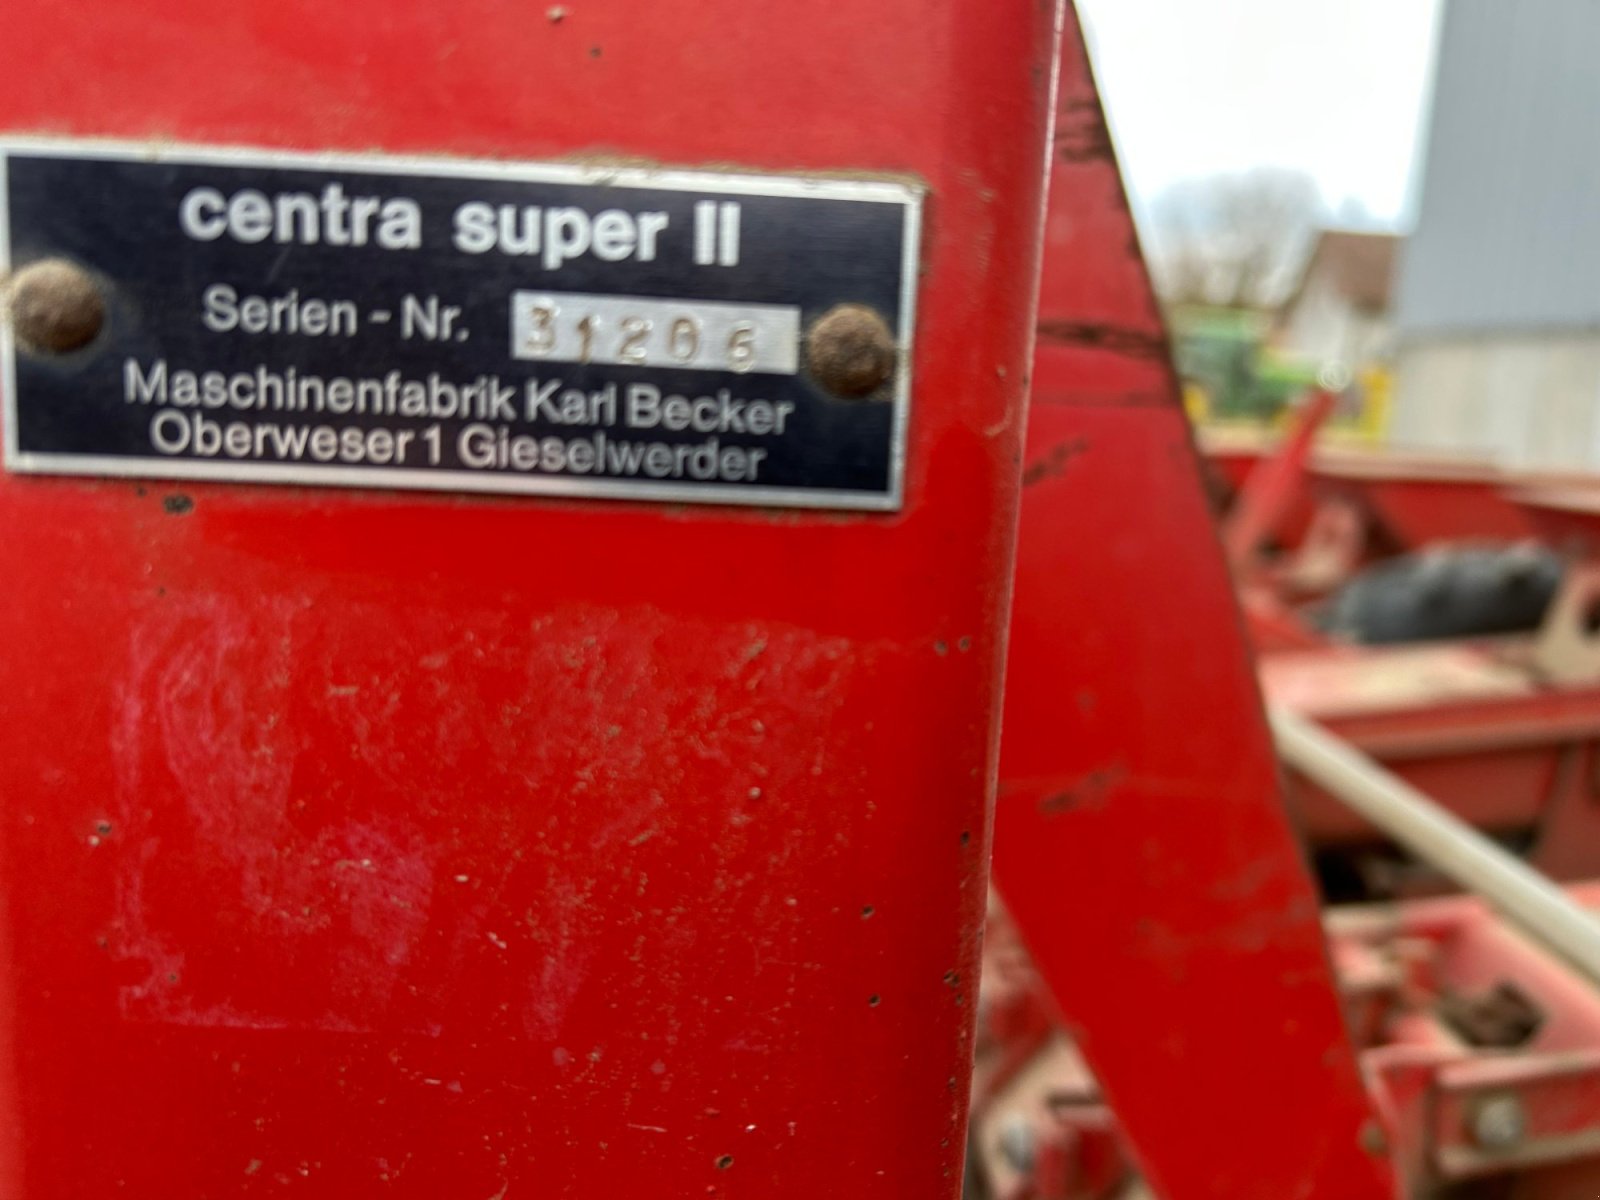 centra super II
Serien - Nr. 31206
Maschinenfabrik Karl Becker
Oberweser 1 Gieselwerder